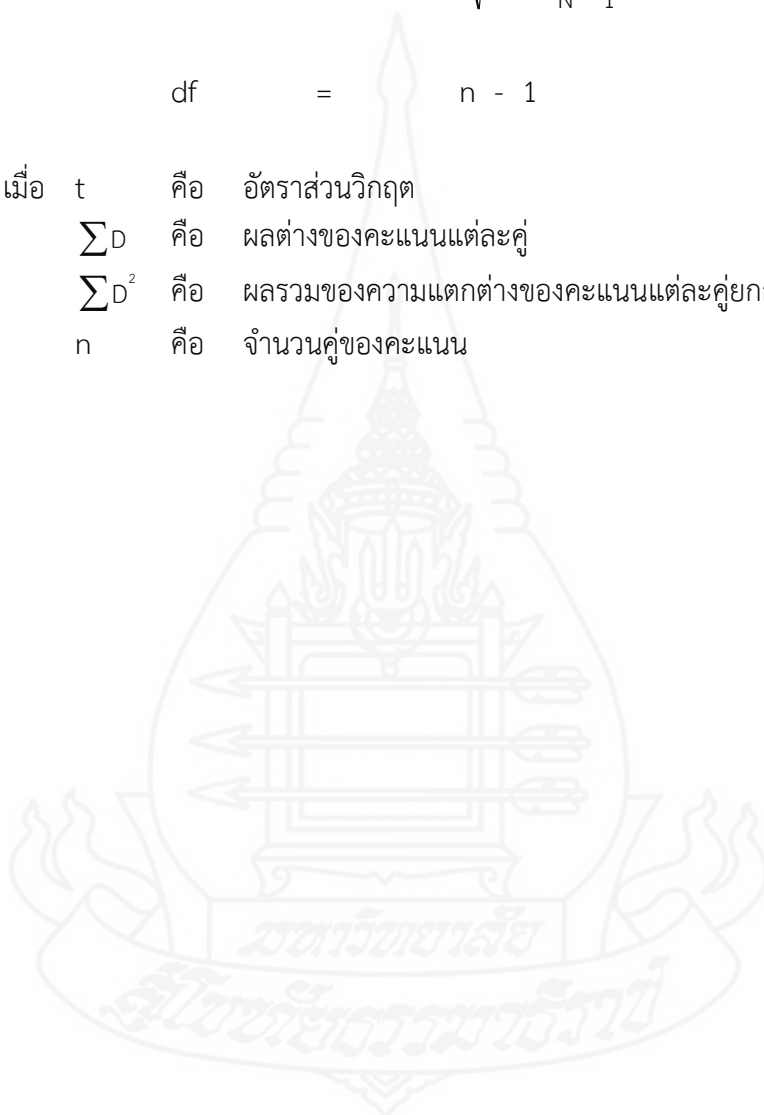 N 1
df = n - 1
เมื่อ t คือ อัตราส่วนวิกฤต
∑D คือ ผลต่างของคะแนนแต่ละคู่
∑D² คือ ผลรวมของความแตกต่างของคะแนนแต่ละคู่ยก
n คือ จำนวนคู่ของคะแนน
มหาวิทยาลัย
สุโขทัยธรรมาธิราช